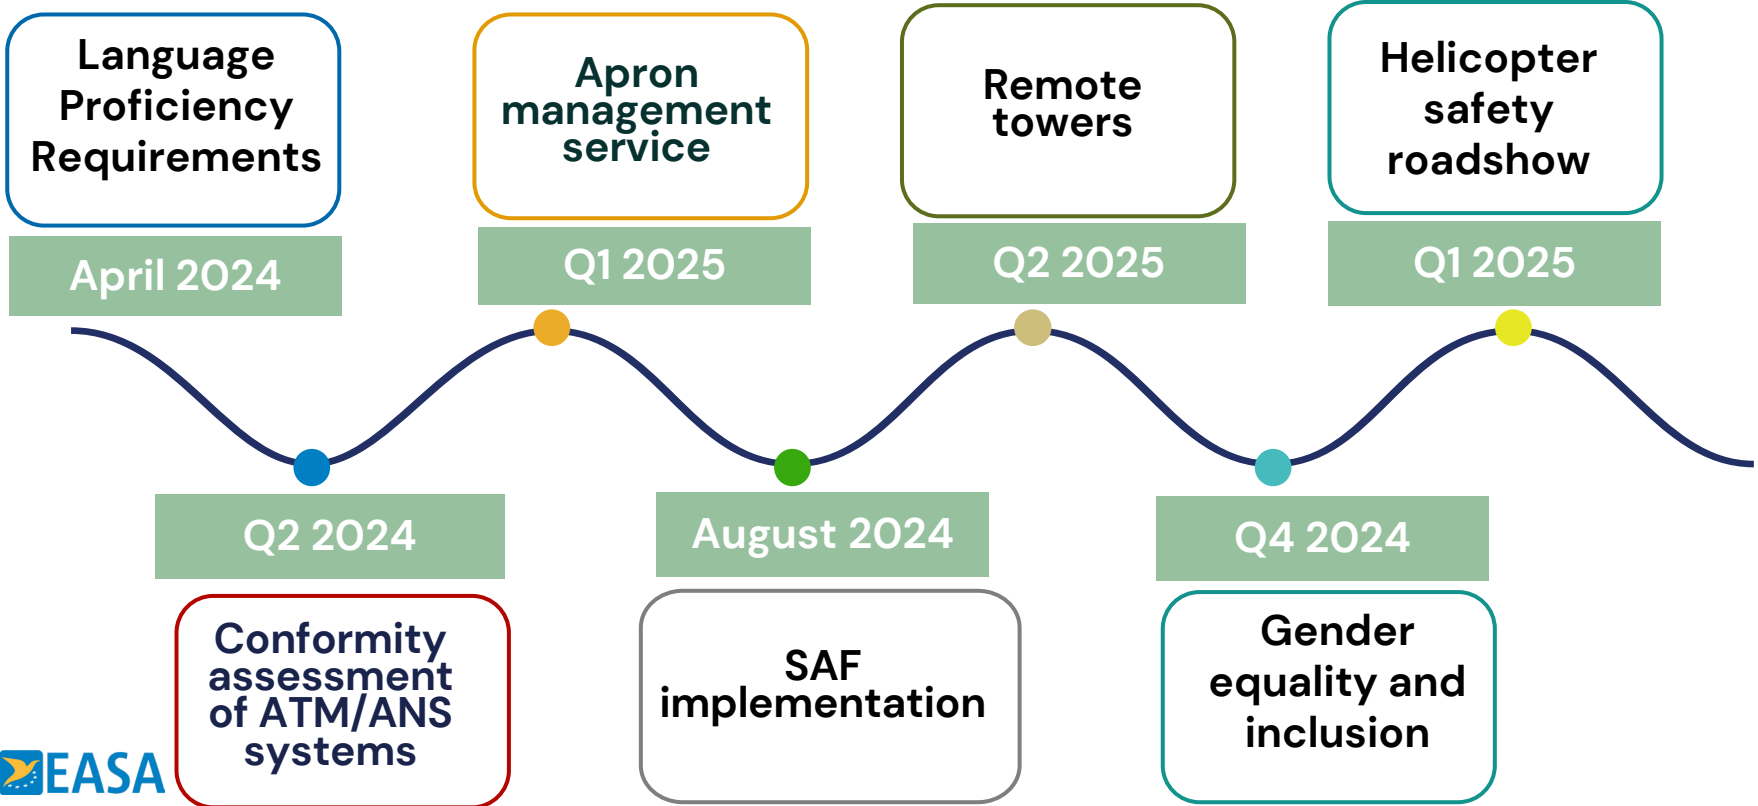 Language
Proficiency
Requirements
April 2024
Apron
management
service
Q1 2025
Remote
towers
Q2 2025
Helicopter
safety
roadshow
Q1 2025
Q2 2024
Conformity
assessment
of ATM/ANS
systems
August 2024
SAF
implementation
Q4 2024
Gender
equality and
inclusion
EASA